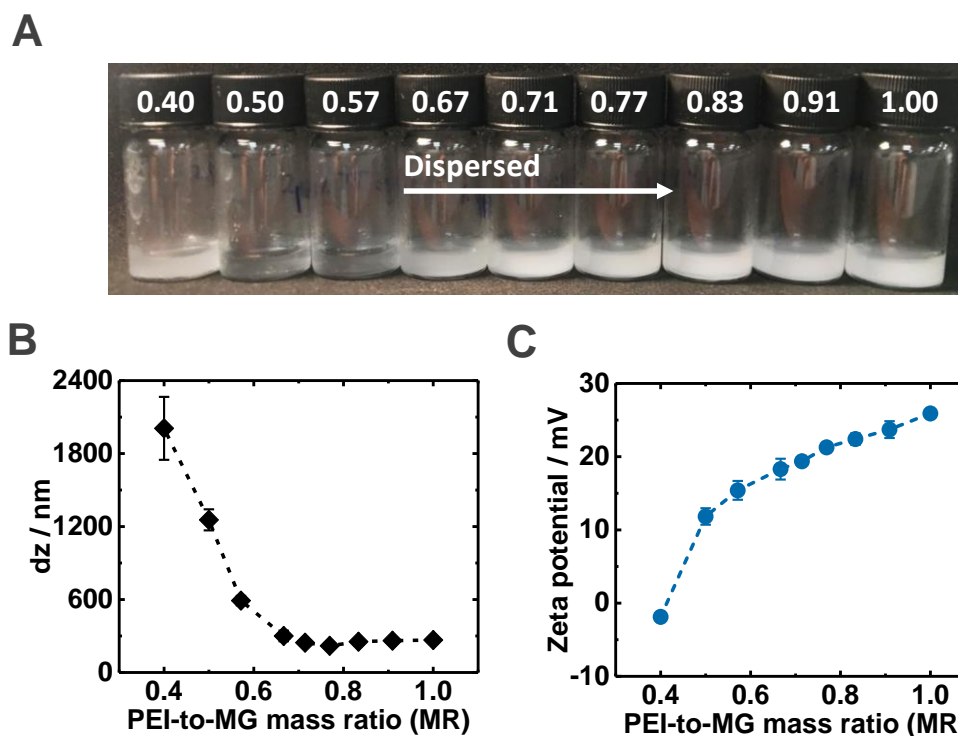 A
0.40 0.50 0.57 0.67 0.71 0.77 0.83 0.91 1.00
Dispersed
B
2400
1800
1200
600
0
dz / nm
0.4 0.6 0.8 1.0
PEI-to-MG mass ratio (MR)
C
30
20
10
0
-10
Zeta potential / mV
0.4 0.6 0.8 1.0
PEI-to-MG mass ratio (MR